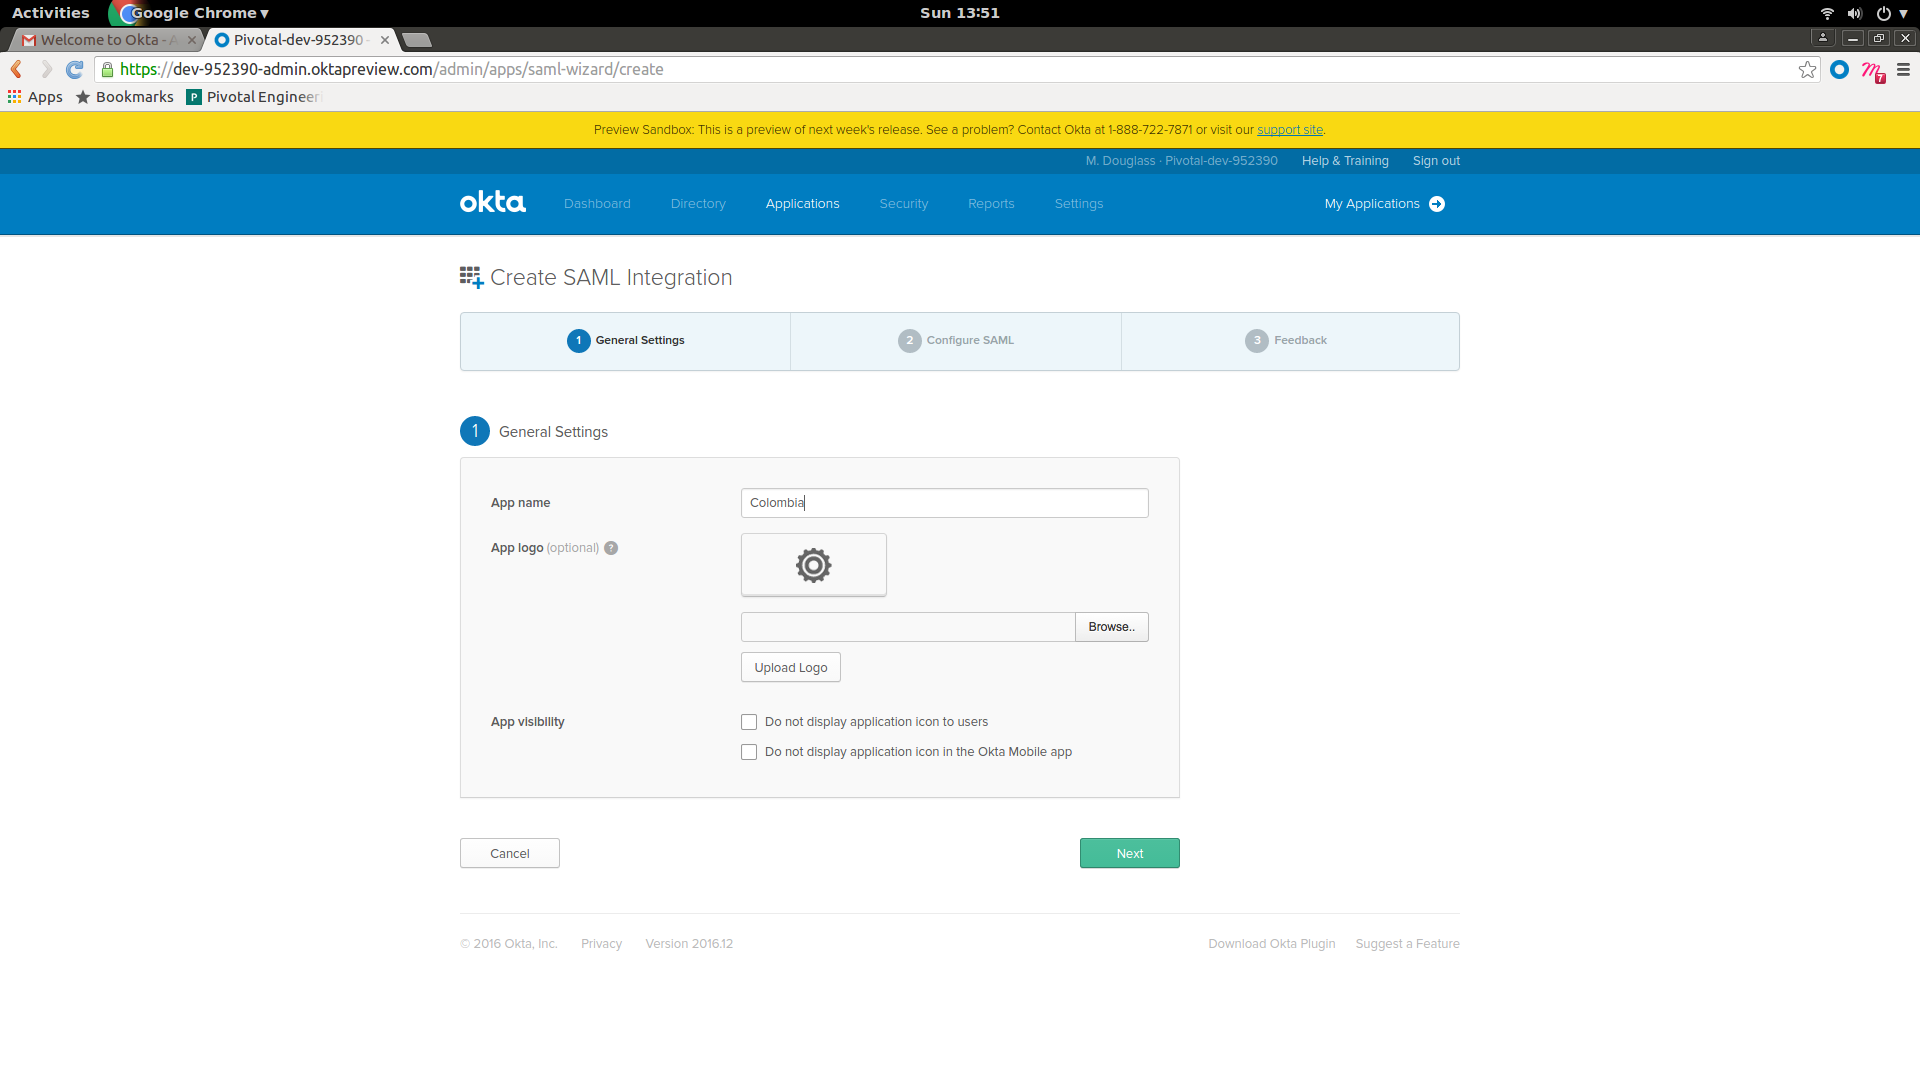 Activities Google Chrome ▾ Sun 13:51
Welcome to Okta - A Pivotal-dev-952390 -
https://dev-952390-admin.oktapreview.com/admin/apps/saml-wizard/create
7
Apps Bookmarks P Pivotal Engineeri
Preview Sandbox: This is a preview of next week's release. See a problem? Contact Okta at 1-888-722-7871 or visit our support site.
M. Douglass · Pivotal-dev-952390 Help & Training Sign out
okta Dashboard Directory Applications Security Reports Settings My Applications
Create SAML Integration
1 General Settings 2 Configure SAML 3 Feedback
1 General Settings
App name Colombia
App logo (optional) ?
Browse..
Upload Logo
App visibility Do not display application icon to users
Do not display application icon in the Okta Mobile app
Cancel Next
© 2016 Okta, Inc. Privacy Version 2016.12 Download Okta Plugin Suggest a Feature